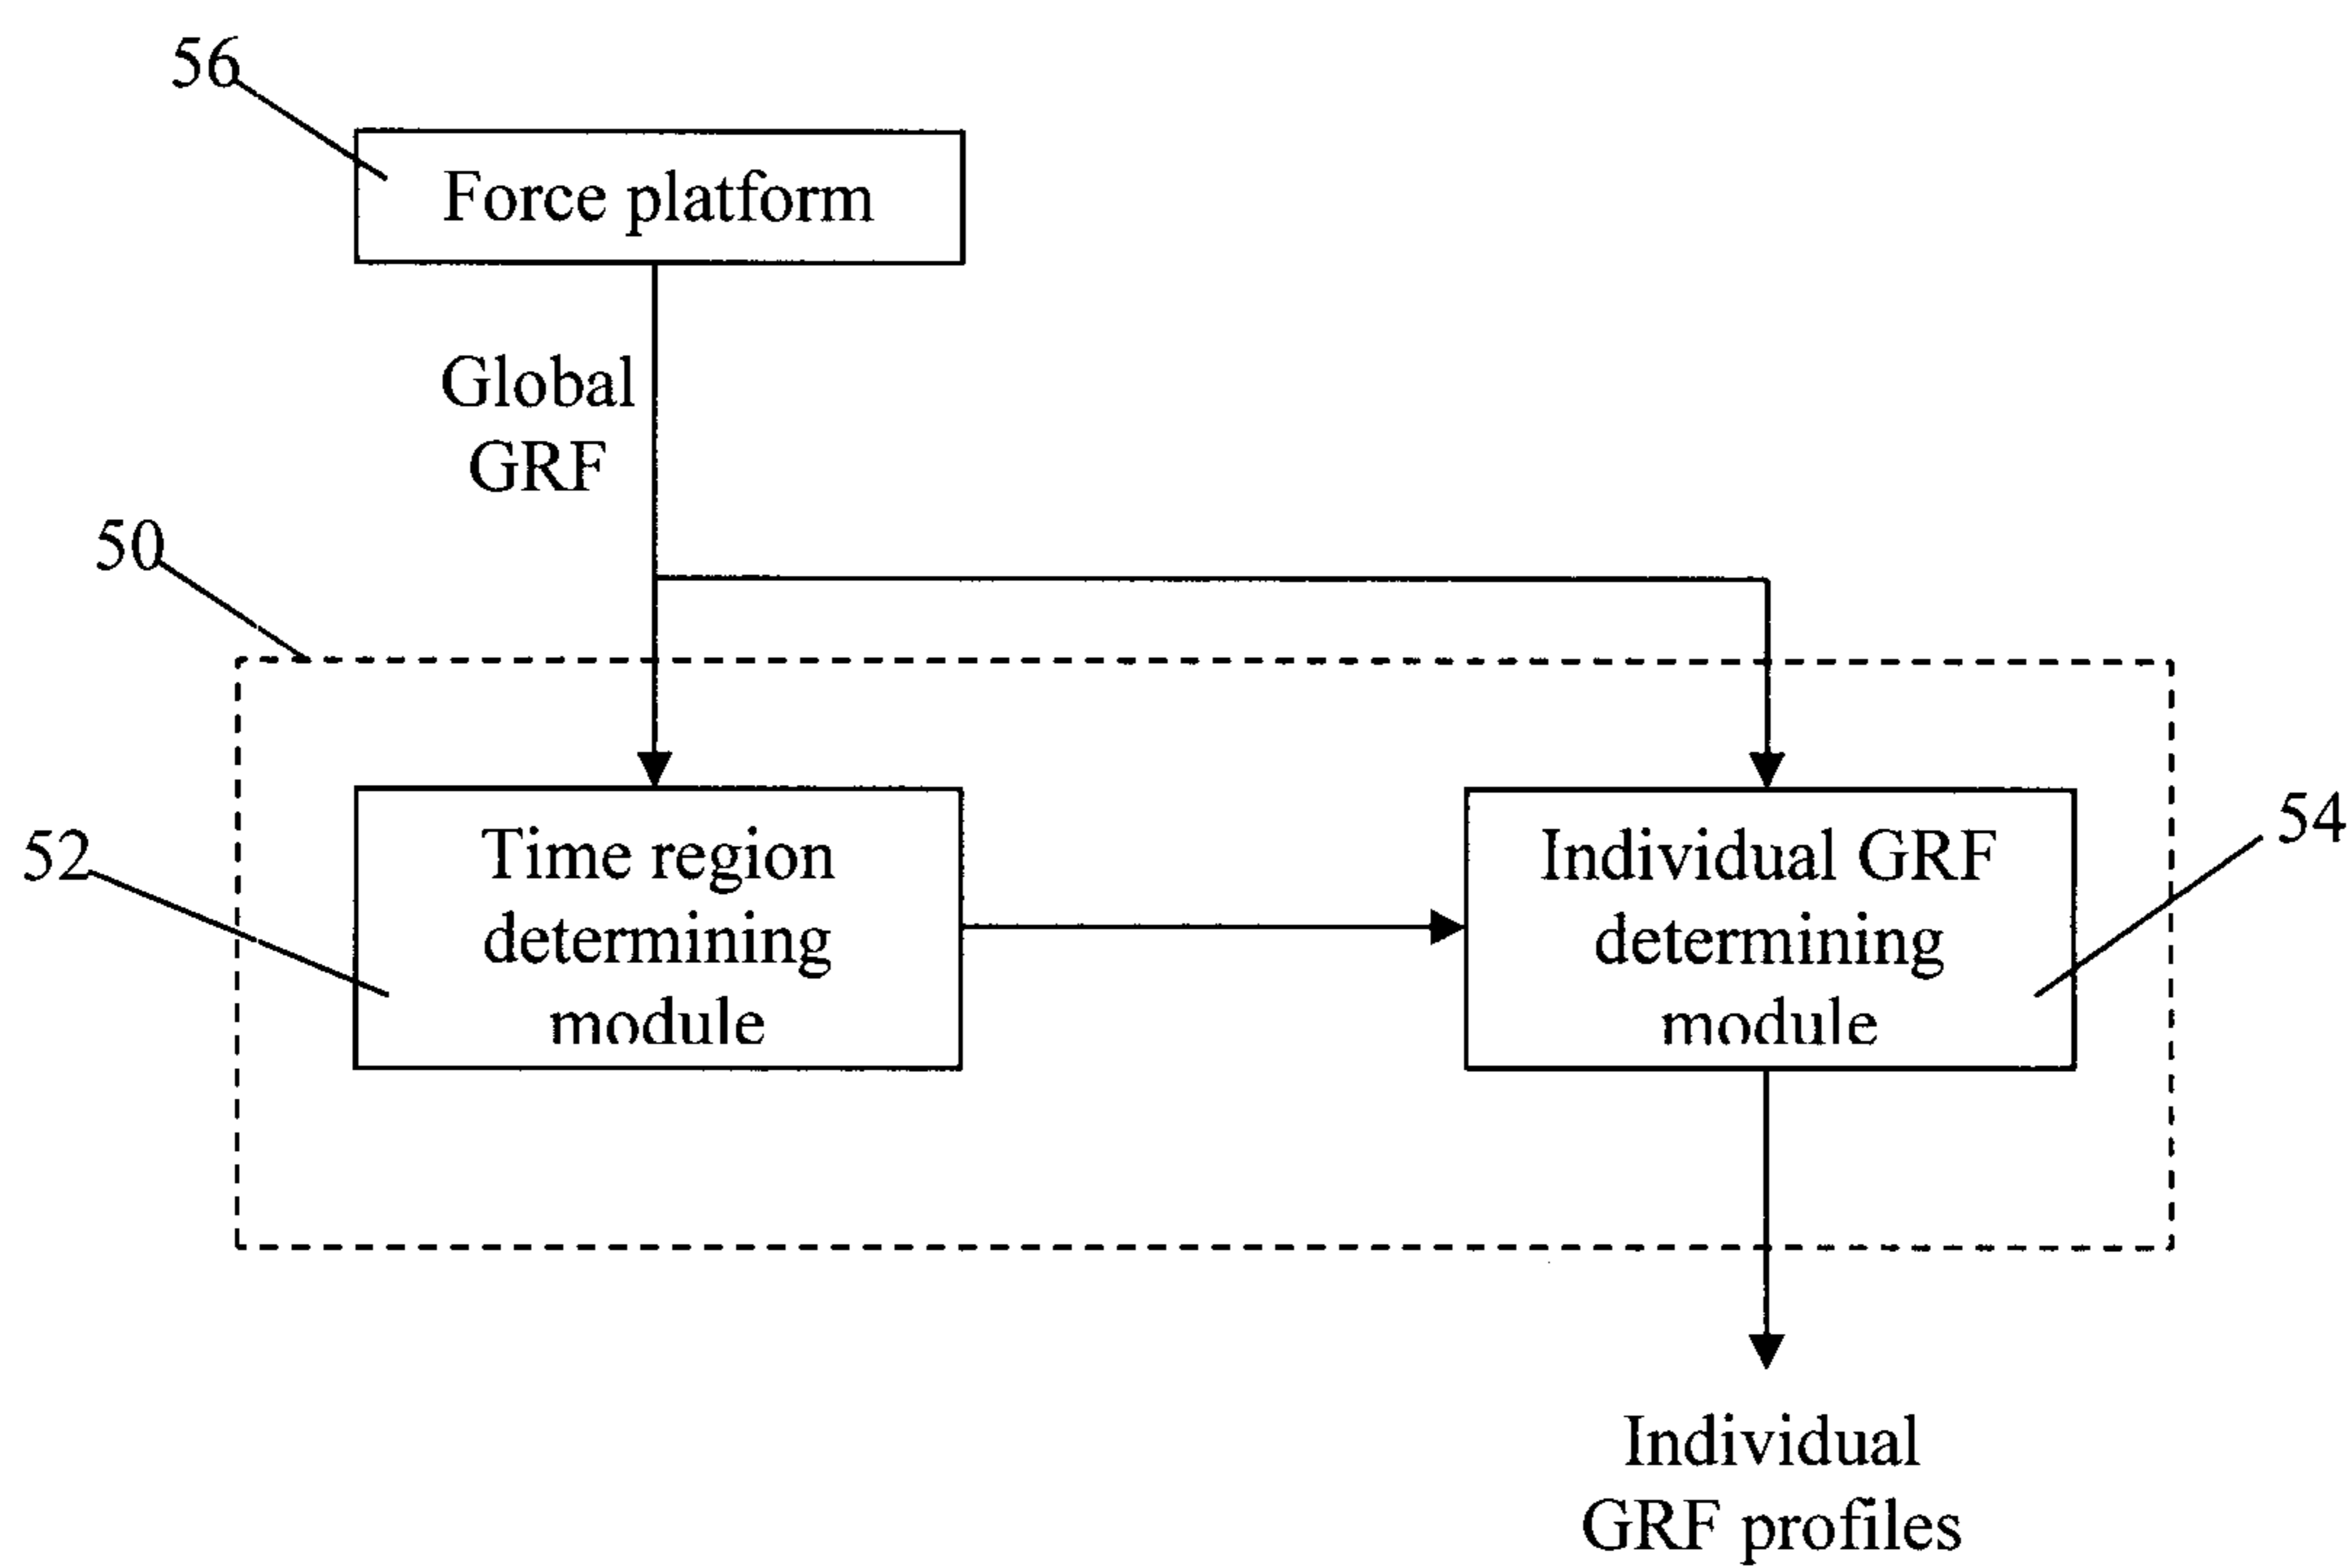 56
Force platform
Global
GRF
50
52
Time region
determining
module
Individual GRF
determining
module
54
Individual
GRF profiles